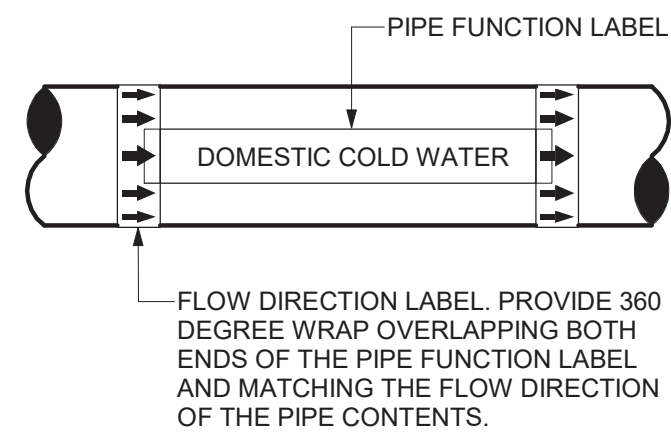 PIPE FUNCTION LABEL
DOMESTIC COLD WATER
FLOW DIRECTION LABEL. PROVIDE 360
DEGREE WRAP OVERLAPPING BOTH
ENDS OF THE PIPE FUNCTION LABEL
AND MATCHING THE FLOW DIRECTION
OF THE PIPE CONTENTS.